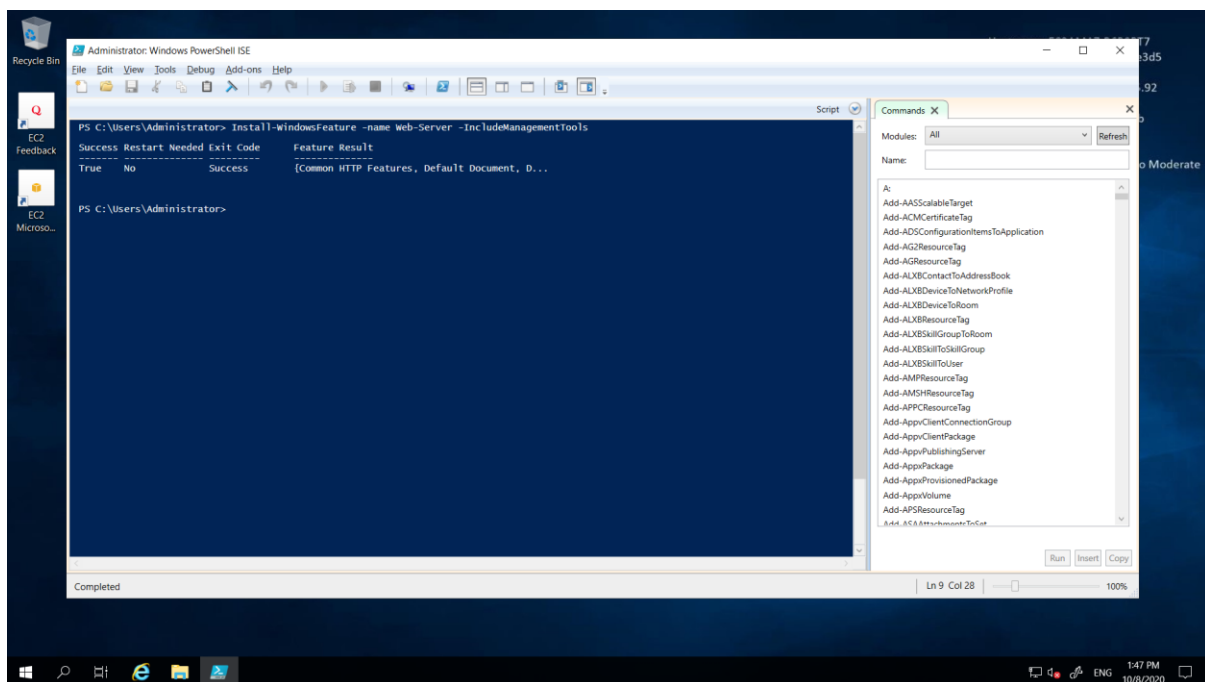 Recycle Bin
EC2
Feedback
EC2
Microso...
Administrator: Windows PowerShell ISE
File Edit View Tools Debug Add-ons Help
Script
PS C:\Users\Administrator> Install-WindowsFeature -name Web-Server -IncludeManagementTools
Success Restart Needed Exit Code Feature Result
------- -------------- --------- --------------
True No Success {Common HTTP Features, Default Document, D...
PS C:\Users\Administrator>
Commands
Modules: All Refresh
Name:
A:
Add-AASScalableTarget
Add-ACMCertificateTag
Add-ADSConfigurationItemsToApplication
Add-AG2ResourceTag
Add-AGResourceTag
Add-ALXBContactToAddressBook
Add-ALXBDeviceToNetworkProfile
Add-ALXBDeviceToRoom
Add-ALXBResourceTag
Add-ALXBSkillGroupToRoom
Add-ALXBSkillToSkillGroup
Add-ALXBSkillToUser
Add-AMPResourceTag
Add-AMSHResourceTag
Add-APPCResourceTag
Add-AppvClientConnectionGroup
Add-AppvClientPackage
Add-AppvPublishingServer
Add-AppxPackage
Add-AppxProvisionedPackage
Add-AppxVolume
Add-APSResourceTag
Add-ASAAttachmentsToSet
Run Insert Copy
Completed
Ln 9 Col 28 100%
e3d5
.92
o Moderate
ENG
1:47 PM
10/8/2020